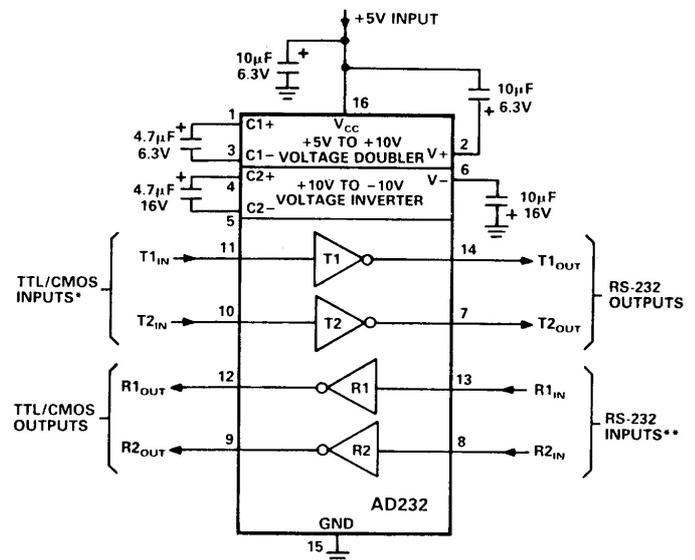 +5V INPUT
10µF
6.3V
+
10µF
6.3V
+
16
VCC
1
C1+
+5V TO +10V
VOLTAGE DOUBLER
V+
2
+
4.7µF
6.3V
3
C1–
C2+
4
+10V TO –10V
VOLTAGE INVERTER
V–
6
+
4.7µF
16V
C2–
5
10µF
16V
+
TTL/CMOS
INPUTS*
T1IN
11
T1
14
T1OUT
RS-232
OUTPUTS
T2IN
10
T2
7
T2OUT
TTL/CMOS
OUTPUTS
R1OUT
12
R1
13
R1IN
RS-232
INPUTS**
R2OUT
9
R2
8
R2IN
AD232
GND
15